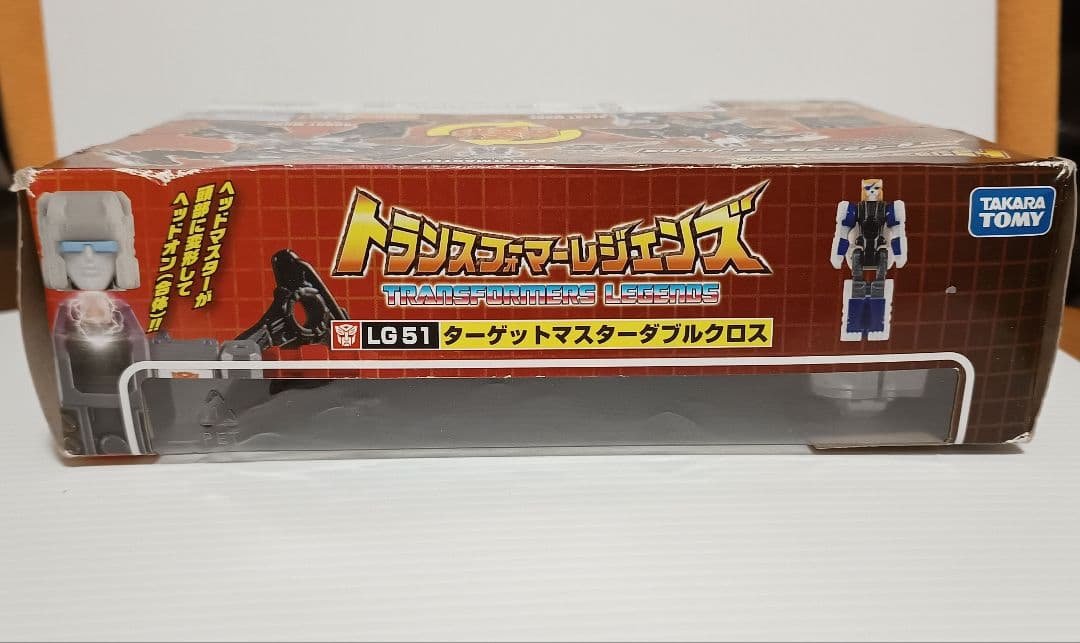 ヘッドマスターが
頭部に変形して
ヘッドオン(合体)!!
トランスフォーマーレジェンズ
TRANSFORMERS LEGENDS
LG51 ターゲットマスターダブルクロス
TAKARA
TOMY
PET